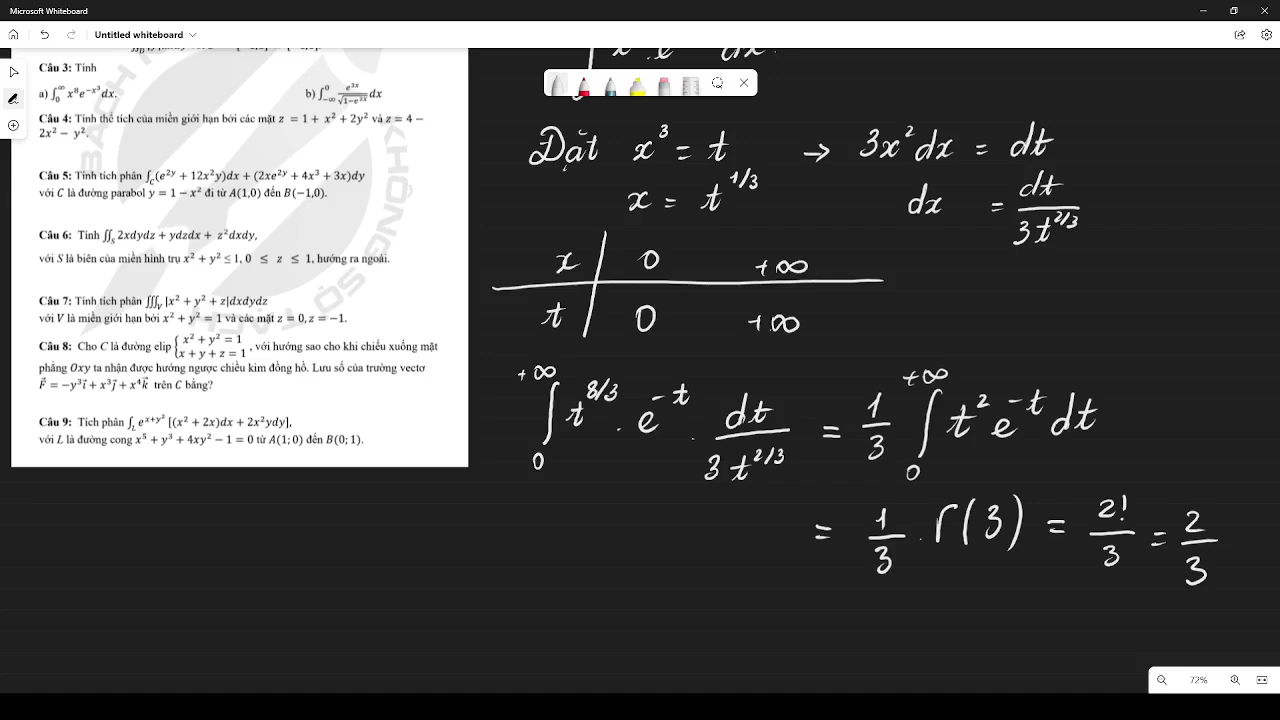 Microsoft Whiteboard
Untitled whiteboard
Câu 3: Tính
a) ∫₀^∞ x⁸e^{-x³}dx. b) ∫_{-∞}^0 e^{3x}/√(1-e^{2x}) dx
Câu 4: Tính thể tích của miền giới hạn bởi các mặt z = 1 + x² + 2y² và z = 4 −
2x² − y².
Câu 5: Tính tích phân ∫_C(e^{2y} + 12x²y)dx + (2xe^{2y} + 4x³ + 3x)dy
với C là đường parabol y = 1 − x² đi từ A(1,0) đến B(−1,0).
Câu 6: Tính ∬_S 2xdydz + ydzdx + z²dxdy,
với S là biên của miền hình trụ x² + y² ≤ 1, 0 ≤ z ≤ 1, hướng ra ngoài.
Câu 7: Tính tích phân ∭_V |x² + y² + z|dxdydz
với V là miền giới hạn bởi x² + y² = 1 và các mặt z = 0, z = −1.
Câu 8: Cho C là đường elip {x² + y² = 1
x + y + z = 1, với hướng sao cho khi chiếu xuống mặt
phẳng Oxy ta nhận được hướng ngược chiều kim đồng hồ. Lưu số của trường vectơ
F⃗ = −y³i⃗ + x³j⃗ + x⁴k⃗ trên C bằng?
Câu 9: Tích phân ∫_L e^{x+y²} [(x² + 2x)dx + 2x²ydy],
với L là đường cong x⁵ + y³ + 4xy² − 1 = 0 từ A(1; 0) đến B(0; 1).
Đặt x³ = t → 3x²dx = dt
x = t^{1/3} dx = dt/3t^{2/3}
x 0 +∞
t 0 +∞
∫₀^{+∞} t^{8/3} . e^{-t} . dt/3t^{2/3} = 1/3 ∫₀^{+∞} t² e^{-t} dt
= 1/3 . Γ(3) = 2!/3 = 2/3
72%